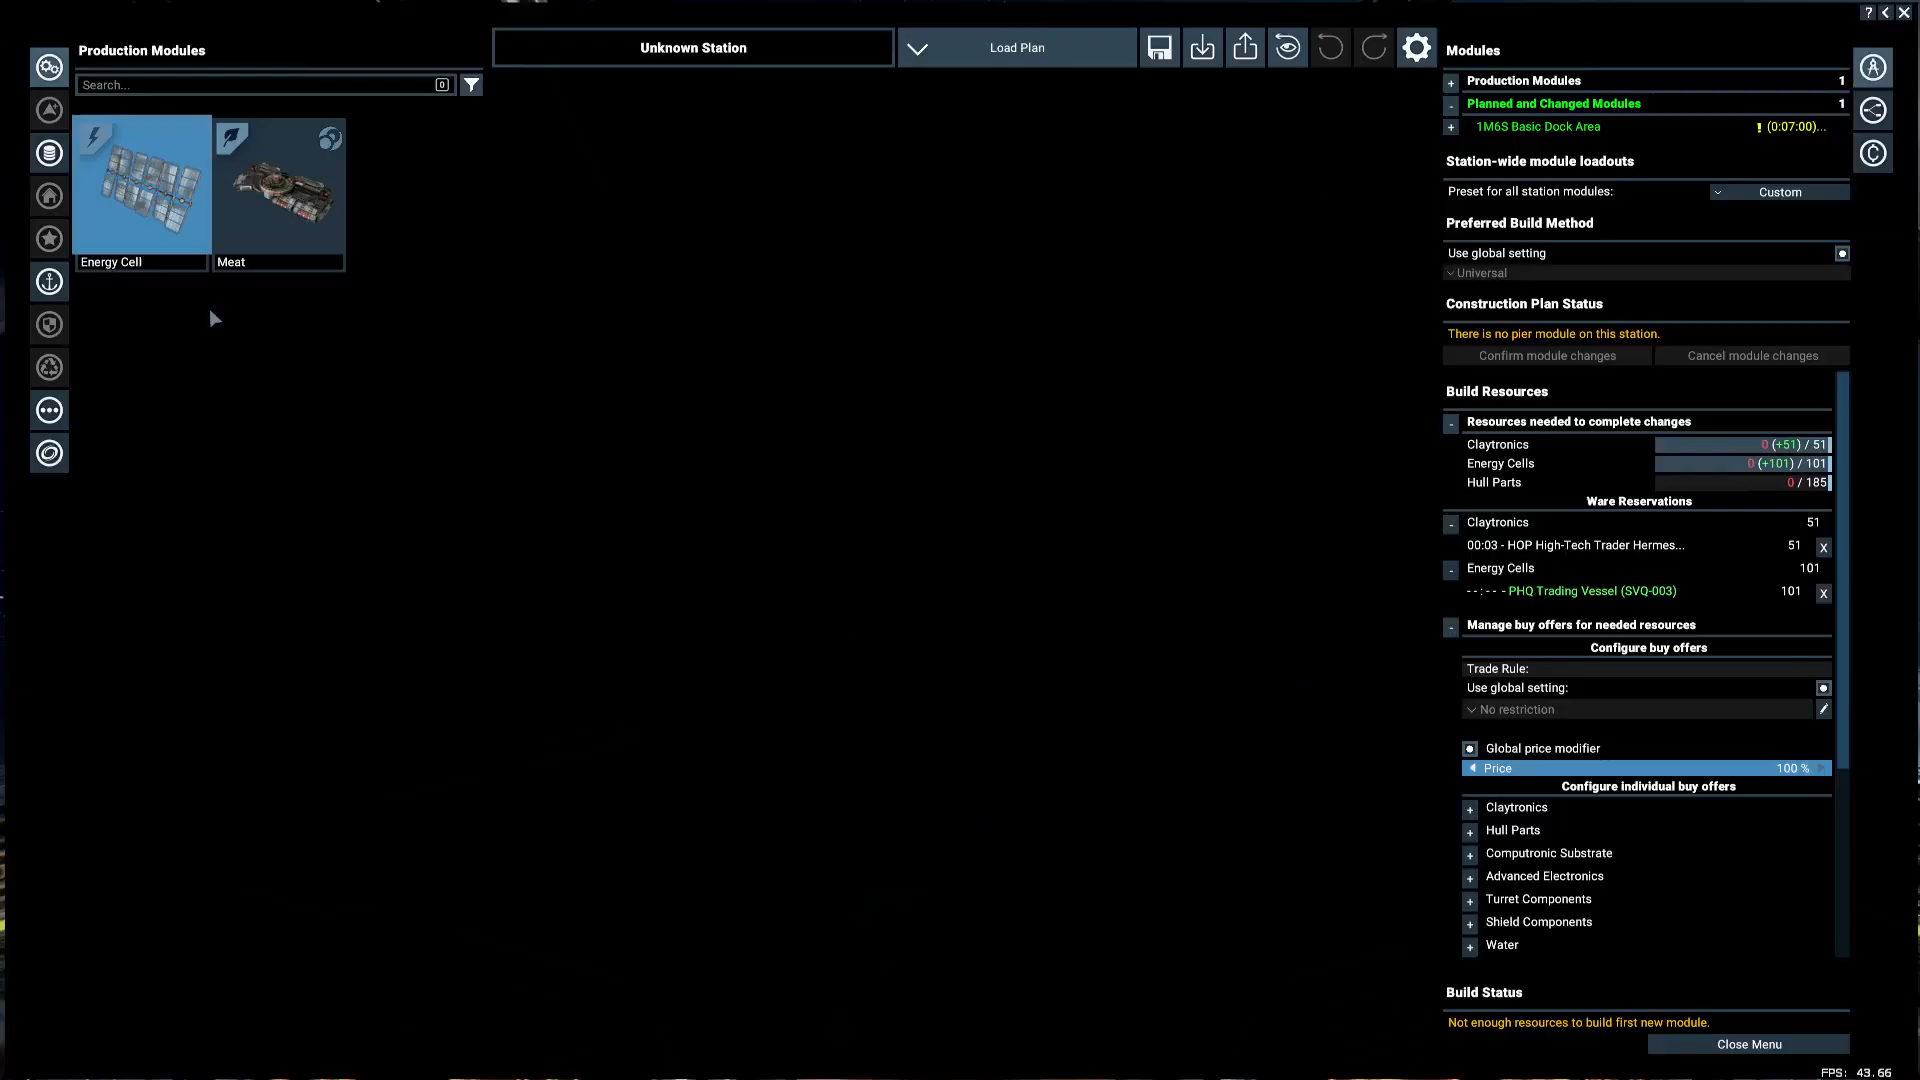 ? < X
Production Modules
Search... 0
Energy Cell
Meat
Unknown Station
Load Plan
Modules
+ Production Modules 1
- Planned and Changed Modules 1
+ 1M6S Basic Dock Area ! (0:07:00)...
Station-wide module loadouts
Preset for all station modules: Custom
Preferred Build Method
Use global setting
Universal
Construction Plan Status
There is no pier module on this station.
Confirm module changes Cancel module changes
Build Resources
- Resources needed to complete changes
Claytronics 0 (+51) / 51
Energy Cells 0 (+101) / 101
Hull Parts 0 / 185
Ware Reservations
- Claytronics 51
00:03 - HOP High-Tech Trader Hermes... 51 X
- Energy Cells 101
--:-- - PHQ Trading Vessel (SVQ-003) 101 X
- Manage buy offers for needed resources
Configure buy offers
Trade Rule:
Use global setting:
No restriction
Global price modifier
Price 100 %
Configure individual buy offers
+ Claytronics
+ Hull Parts
+ Computronic Substrate
+ Advanced Electronics
+ Turret Components
+ Shield Components
+ Water
Build Status
Not enough resources to build first new module.
Close Menu
FPS: 43.66